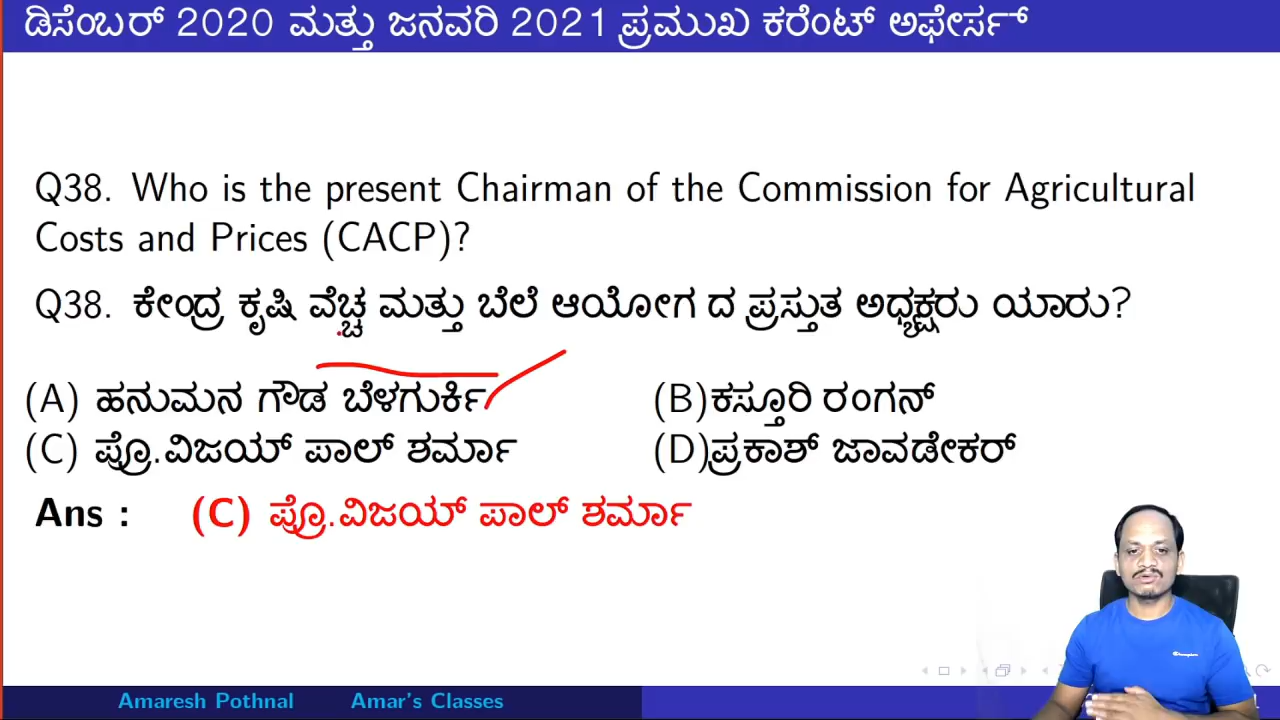 ಡಿಸೆಂಬರ್ 2020 ಮತ್ತು ಜನವರಿ 2021 ಪ್ರಮುಖ ಕರೆಂಟ್ ಅಫೇರ್ಸ್
Q38. Who is the present Chairman of the Commission for Agricultural
Costs and Prices (CACP)?
Q38. ಕೇಂದ್ರ ಕೃಷಿ ವೆಚ್ಚ ಮತ್ತು ಬೆಲೆ ಆಯೋಗ ದ ಪ್ರಸ್ತುತ ಅಧ್ಯಕ್ಷರು ಯಾರು?
(A) ಹನುಮನ ಗೌಡ ಬೆಳಗುರ್ಕಿ (B)ಕಸ್ತೂರಿ ರಂಗನ್
(C) ಪ್ರೊ.ವಿಜಯ್ ಪಾಲ್ ಶರ್ಮಾ (D)ಪ್ರಕಾಶ್ ಜಾವಡೇಕರ್
Ans : (C) ಪ್ರೊ.ವಿಜಯ್ ಪಾಲ್ ಶರ್ಮಾ
Amaresh Pothnal Amar's Classes